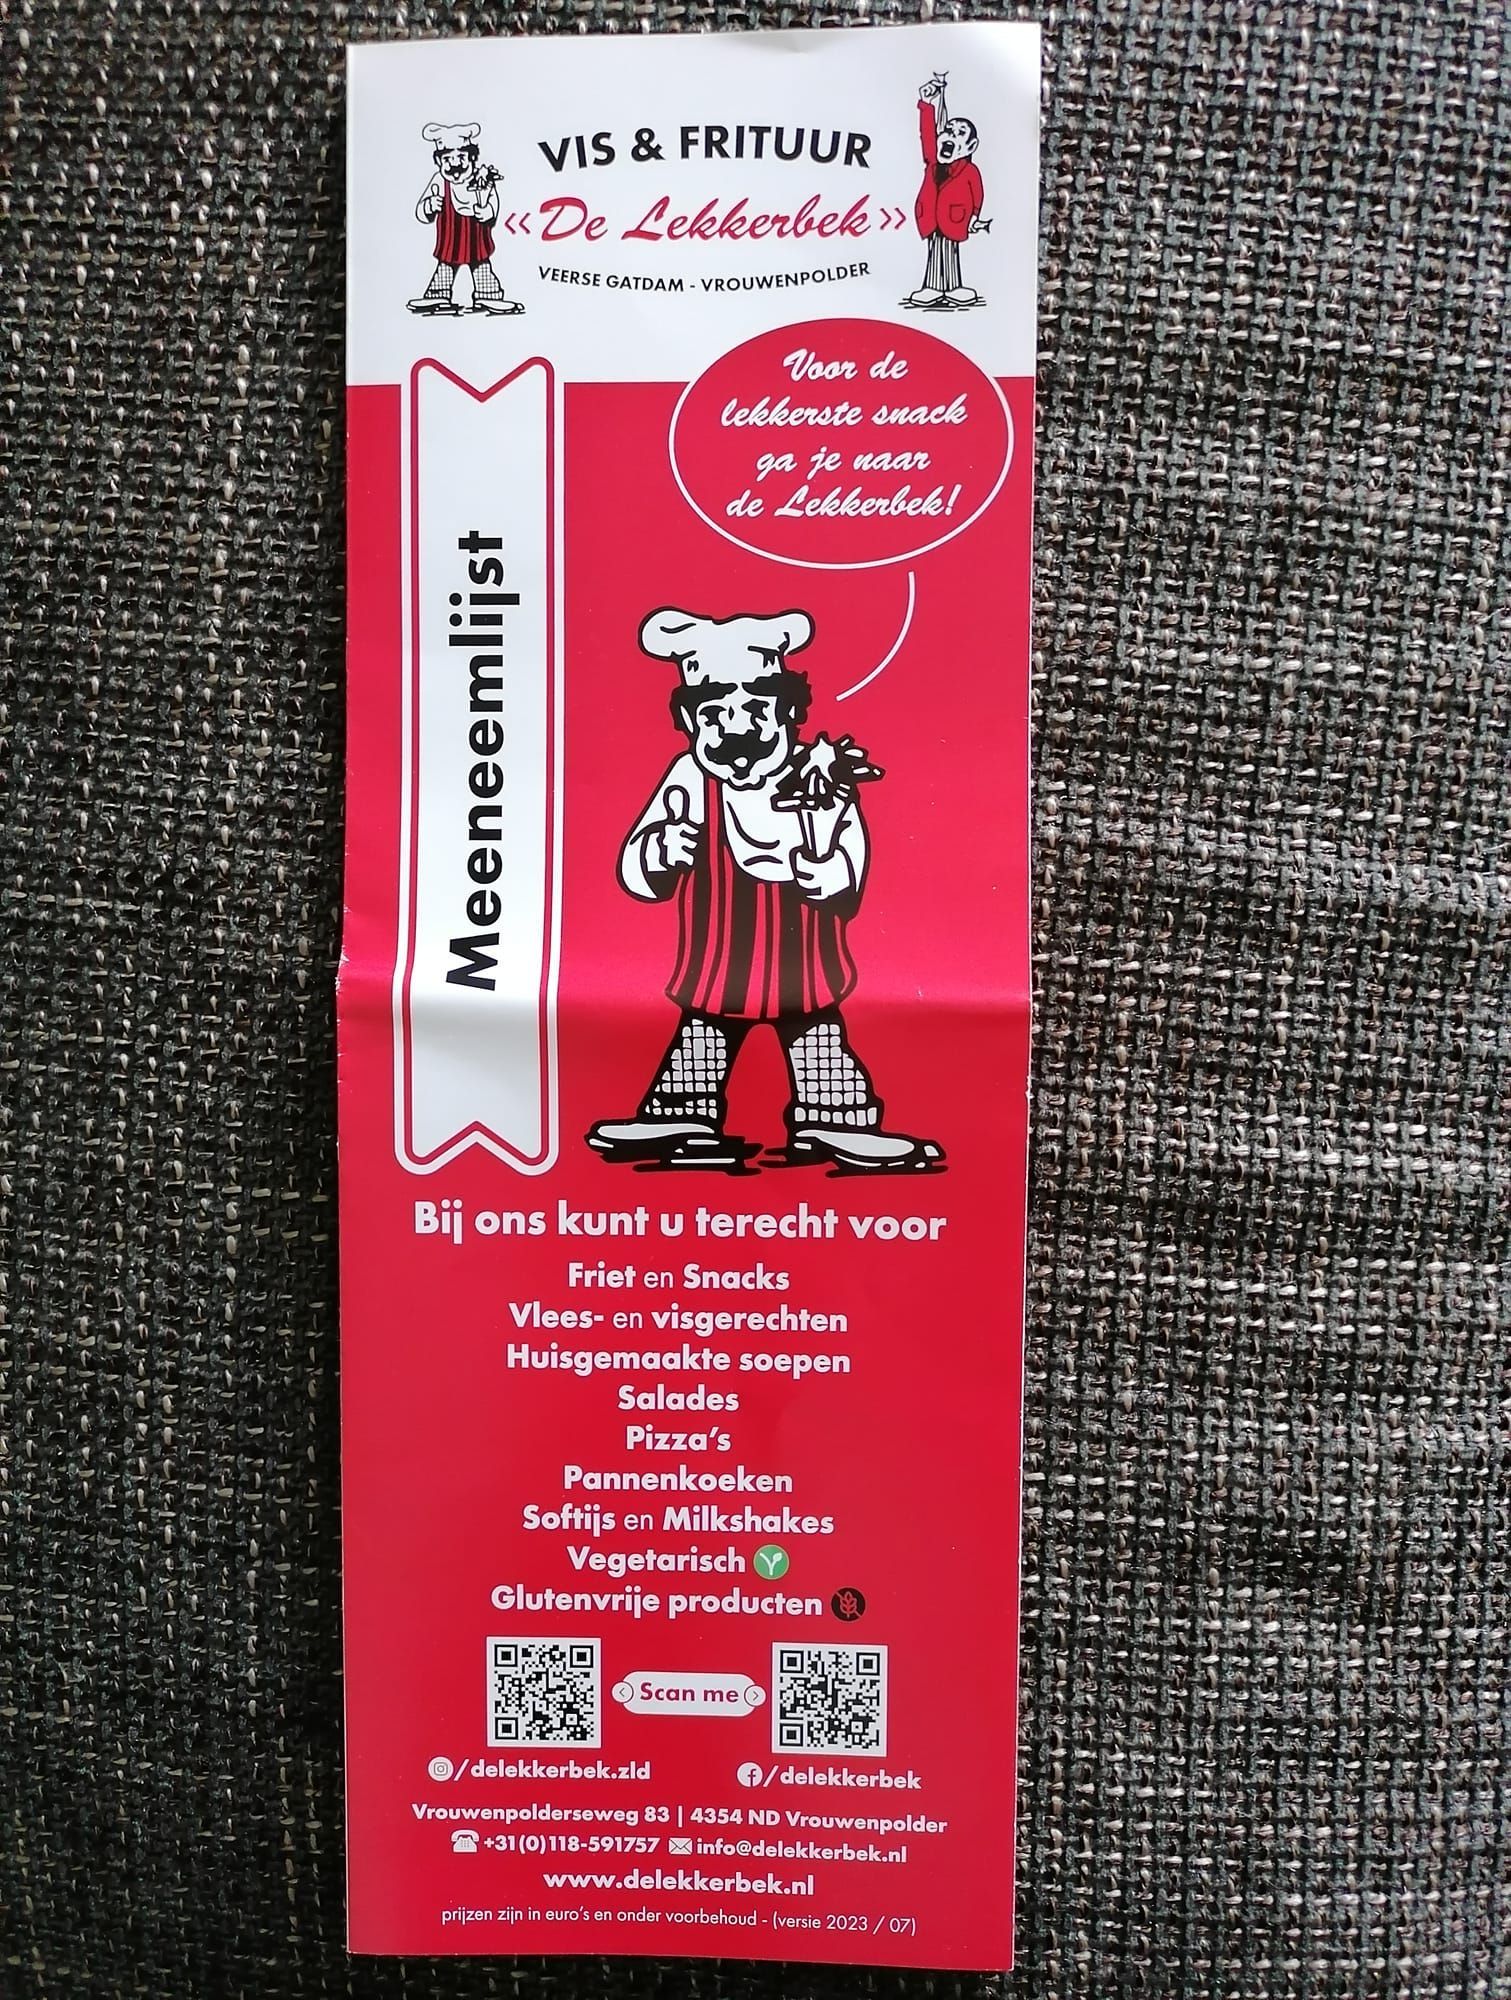 VIS & FRITUUR
<< De Lekkerbek >>
VEERSE GATDAM - VROUWENPOLDER
Voor de
lekkerste snack
ga je naar
de Lekkerbek!
Meeneemlijst
Bij ons kunt u terecht voor
Friet en Snacks
Vlees- en visgerechten
Huisgemaakte soepen
Salades
Pizza's
Pannenkoeken
Softijs en Milkshakes
Vegetarisch
Glutenvrije producten
Scan me
/delekkerbek.zld
/delekkerbek
Vrouwenpolderseweg 83 | 4354 ND Vrouwenpolder
+31(0)118-591757 info@delekkerbek.nl
www.delekkerbek.nl
prijzen zijn in euro's en onder voorbehoud - (versie 2023 / 07)